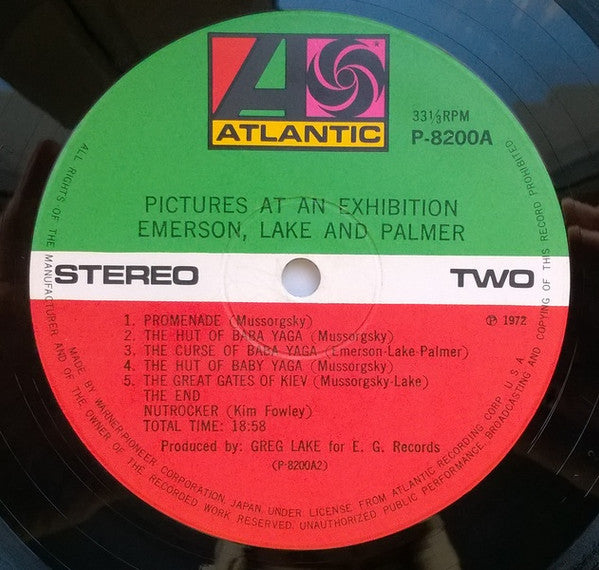 ATLANTIC
33⅓RPM
P-8200A
PICTURES AT AN EXHIBITION
EMERSON, LAKE AND PALMER
STEREO
TWO
1. PROMENADE (Mussorgsky)
2. THE HUT OF BABA YAGA (Mussorgsky)
3. THE CURSE OF BABA YAGA (Emerson-Lake-Palmer)
4. THE HUT OF BABY YAGA (Mussorgsky)
5. THE GREAT GATES OF KIEV (Mussorgsky-Lake)
THE END
NUTROCKER (Kim Fowley)
TOTAL TIME: 18:58
℗ 1972
Produced by: GREG LAKE for E. G. Records
(P-8200A2)
ALL RIGHTS OF THE MANUFACTURER AND OF THE OWNER OF THE RECORDED WORK RESERVED. UNAUTHORIZED PUBLIC PERFORMANCE, BROADCASTING AND COPYING OF THIS RECORD PROHIBITED
MADE BY WARNER-PIONEER CORPORATION, JAPAN, UNDER LICENSE FROM ATLANTIC RECORDING CORP. U.S.A.